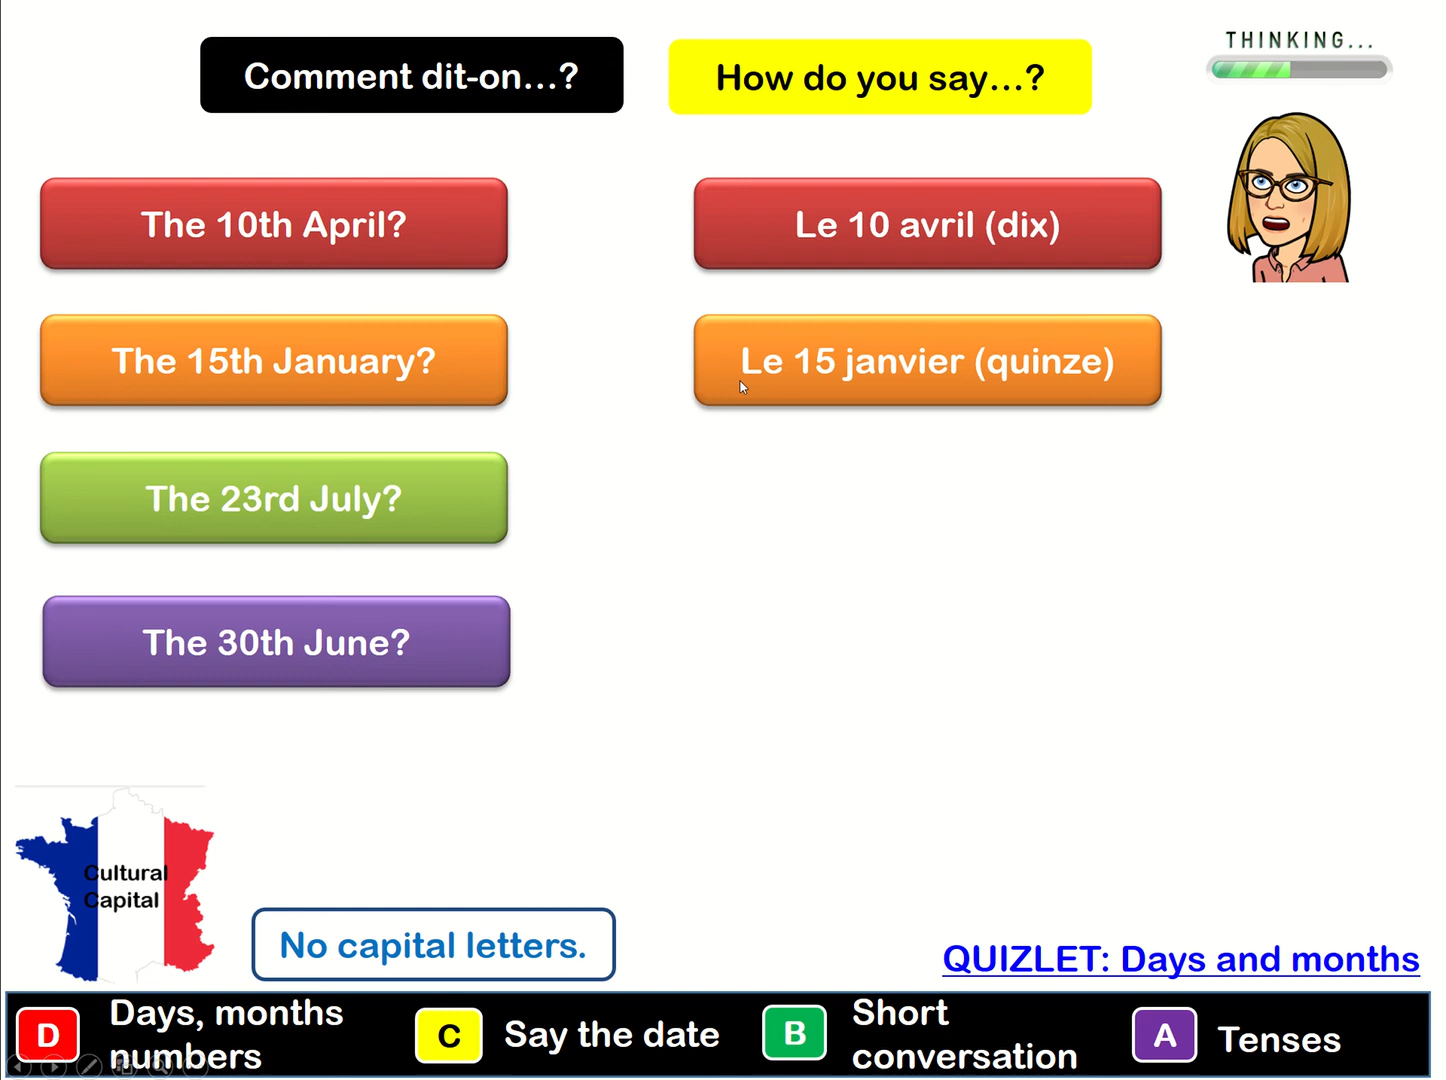 Comment dit-on...?
How do you say...?
THINKING...
The 10th April?
Le 10 avril (dix)
The 15th January?
Le 15 janvier (quinze)
The 23rd July?
The 30th June?
Cultural
Capital
No capital letters.
QUIZLET: Days and months
D
Days, months
numbers
C
Say the date
B
Short
conversation
A
Tenses